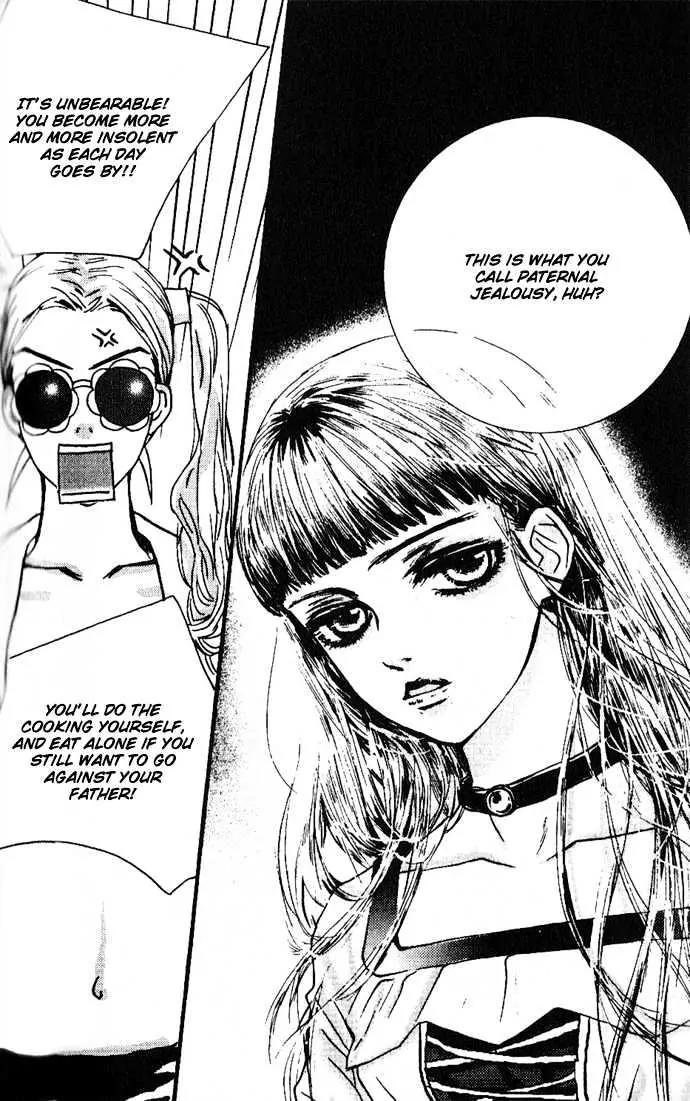 IT'S UNBEARABLE!
YOU BECOME MORE
AND MORE INSOLENT
AS EACH DAY
GOES BY!!
THIS IS WHAT YOU
CALL PATERNAL
JEALOUSY, HUH?
YOU'LL DO THE
COOKING YOURSELF,
AND EAT ALONE IF YOU
STILL WANT TO GO
AGAINST YOUR
FATHER!